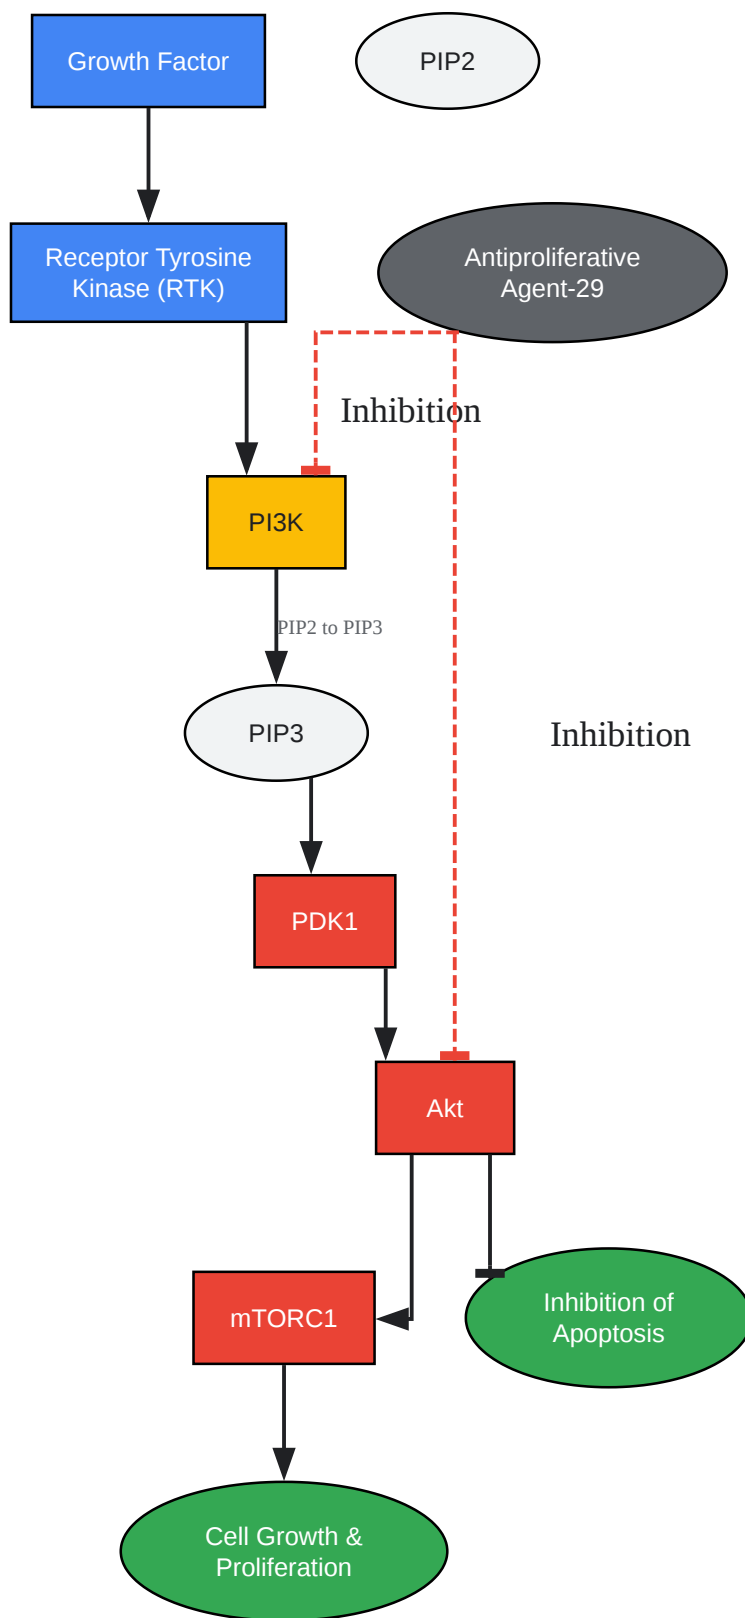 Growth Factor
PIP2
Receptor Tyrosine
Kinase (RTK)
Antiproliferative
Agent-29
Inhibition
PI3K
PIP2 to PIP3
PIP3
Inhibition
PDK1
Akt
mTORC1
Inhibition of
Apoptosis
Cell Growth &
Proliferation